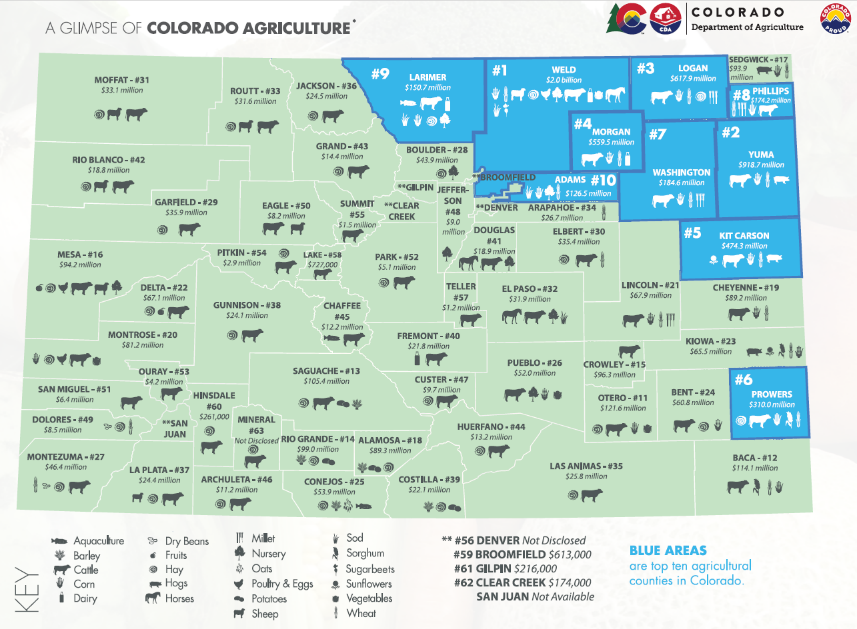 A GLIMPSE OF COLORADO AGRICULTURE*
COLORADO
Department of Agriculture
CDA
COLORADO
PROUD
MOFFAT - #31
$33.1 million
ROUTT - #33
$31.6 million
JACKSON - #36
$24.5 million
#9
LARIMER
$150.7 million
#1
WELD
$2.0 billion
#3
LOGAN
$617.9 million
SEDGWICK - #17
$93.9
million
#8 PHILLIPS
$174.2 million
#4
MORGAN
$559.5 million
#7
WASHINGTON
$184.6 million
#2
YUMA
$918.7 million
RIO BLANCO - #42
$18.8 million
GRAND - #43
$14.4 million
BOULDER - #28
$43.9 million
BROOMFIELD
ADAMS #10
$126.5 million
**GILPIN
**CLEAR
CREEK
JEFFER-
SON
#48
$9.0
million
**DENVER
ARAPAHOE - #34
$26.7 million
GARFIELD - #29
$35.9 million
EAGLE - #50
$8.2 million
SUMMIT
#55
$1.5 million
DOUGLAS
#41
$18.9 million
ELBERT - #30
$35.4 million
#5
KIT CARSON
$474.3 million
MESA - #16
$94.2 million
PITKIN - #54
$2.9 million
LAKE - #58
$727,000
PARK - #52
$5.1 million
DELTA - #22
$67.1 million
GUNNISON - #38
$24.1 million
CHAFFEE
#45
$12.2 million
TELLER
#57
$1.2 million
EL PASO - #32
$31.9 million
LINCOLN - #21
$67.9 million
CHEYENNE - #19
$89.2 million
MONTROSE - #20
$81.2 million
FREMONT - #40
$21.8 million
KIOWA - #23
$65.5 million
OURAY - #53
$4.2 million
SAGUACHE - #13
$105.4 million
CUSTER - #47
$9.7 million
PUEBLO - #26
$52.0 million
CROWLEY - #15
$96.3 million
SAN MIGUEL - #51
$6.4 million
HINSDALE
#60
$261,000
OTERO - #11
$121.6 million
BENT - #24
$60.8 million
#6
PROWERS
$310.0 million
DOLORES - #49
$8.5 million
**SAN
JUAN
MINERAL
#63
Not Disclosed
RIO GRANDE - #14
$99.0 million
ALAMOSA - #18
$89.3 million
HUERFANO - #44
$13.2 million
MONTEZUMA - #27
$46.4 million
LA PLATA - #37
$24.4 million
ARCHULETA - #46
$11.2 million
CONEJOS - #25
$53.9 million
COSTILLA - #39
$22.1 million
LAS ANIMAS - #35
$25.8 million
BACA - #12
$114.1 million
KEY
Aquaculture
Barley
Cattle
Corn
Dairy
Dry Beans
Fruits
Hay
Hogs
Horses
Millet
Nursery
Oats
Poultry & Eggs
Potatoes
Sheep
Sod
Sorghum
Sugarbeets
Sunflowers
Vegetables
Wheat
** #56 DENVER Not Disclosed
#59 BROOMFIELD $613,000
#61 GILPIN $216,000
#62 CLEAR CREEK $174,000
SAN JUAN Not Available
BLUE AREAS
are top ten agricultural
counties in Colorado.